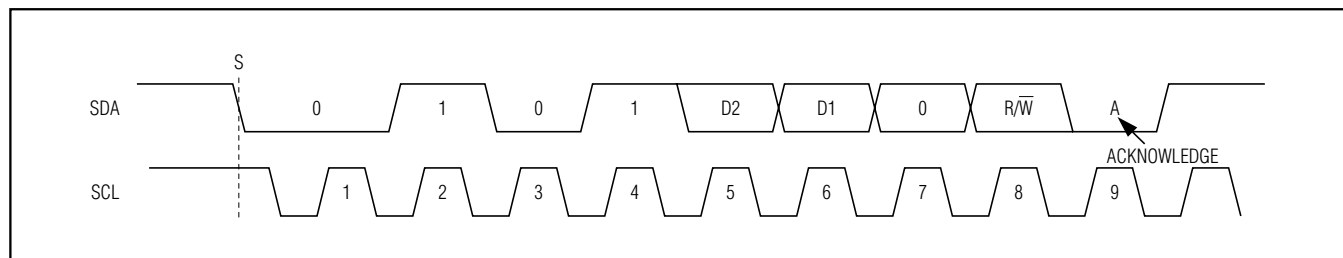 S
SDA 0 1 0 1 D2 D1 0 R/W̅ A
ACKNOWLEDGE
SCL 1 2 3 4 5 6 7 8 9